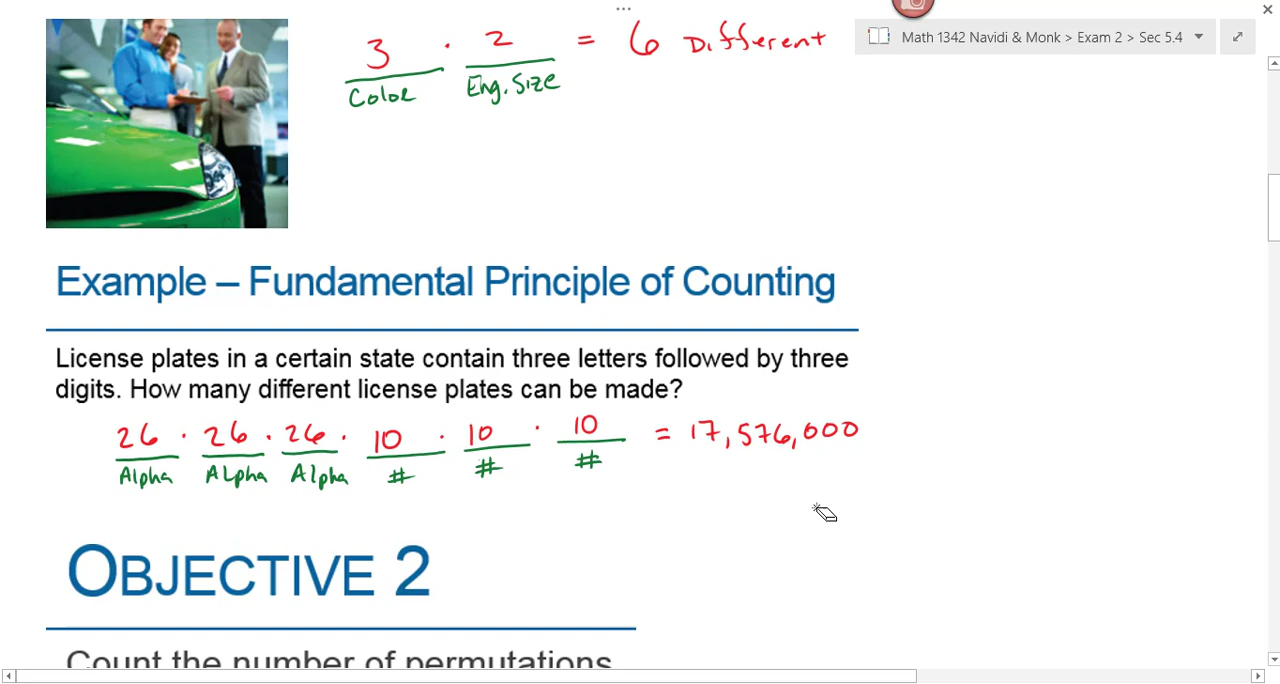 3 · 2 = 6 Different
Color Eng. Size
Math 1342 Navidi & Monk > Exam 2 > Sec 5.4
Example – Fundamental Principle of Counting
License plates in a certain state contain three letters followed by three
digits. How many different license plates can be made?
26 · 26 · 26 · 10 · 10 · 10 = 17,576,000
Alpha ALpha Alpha # # #
OBJECTIVE 2
Count the number of permutations